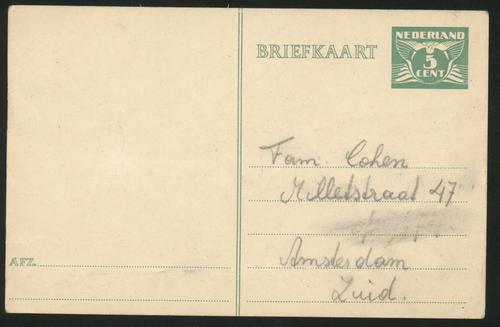 NEDERLAND
5
CENT
BRIEFKAART
Fam. Cohen
Milletstraat 47
Amsterdam
Zuid.
AFZ.